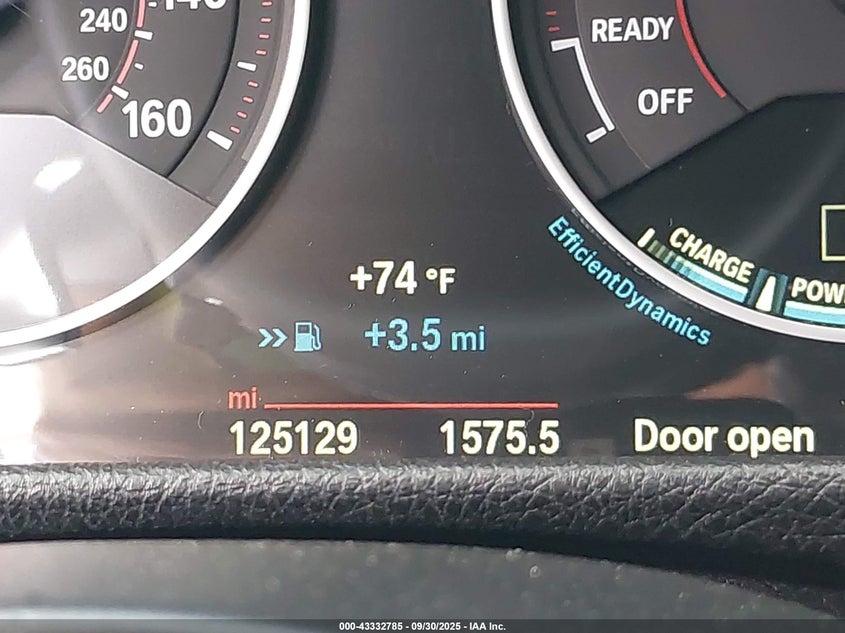 240
140
260
160
READY
OFF
EfficientDynamics
CHARGE
+74 °F
+3.5 mi
mi
125129 1575.5 Door open
000-43332785 - 09/30/2025 - IAA Inc.